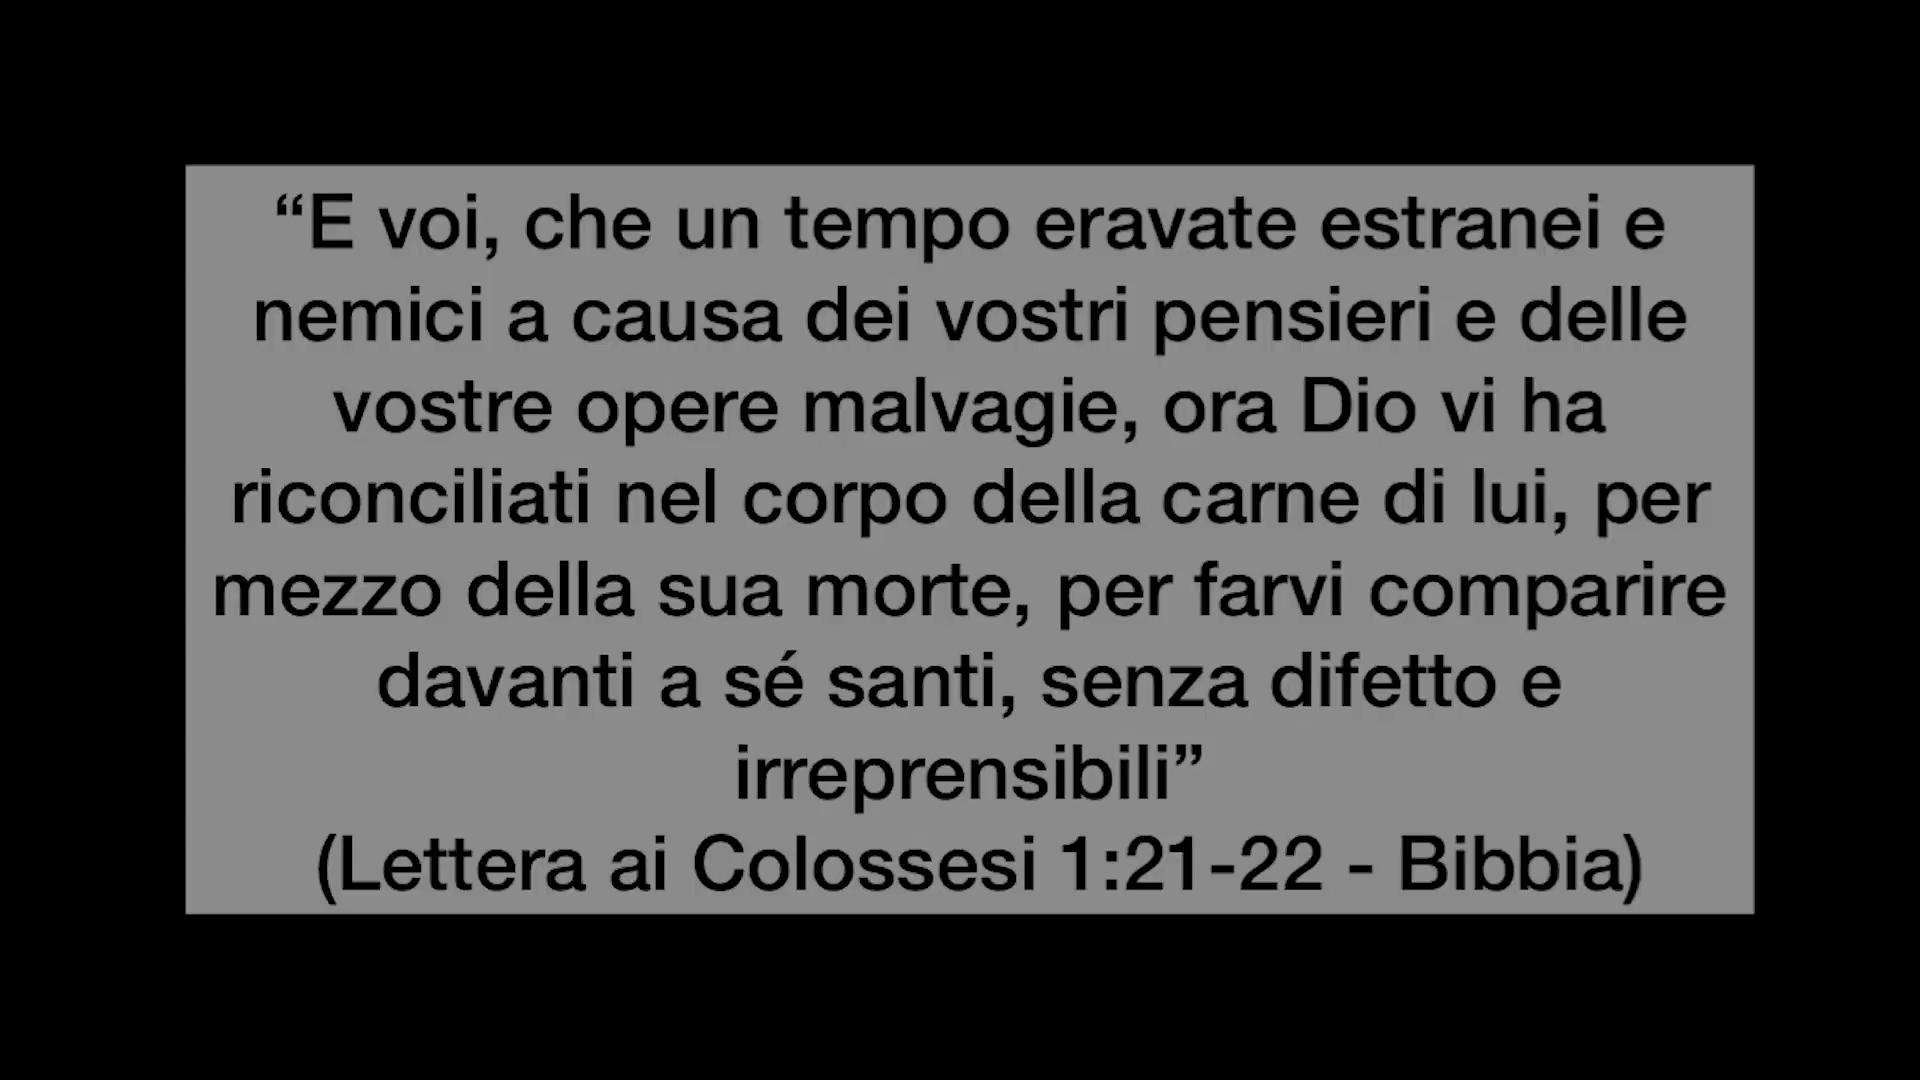 “E voi, che un tempo eravate estranei e
nemici a causa dei vostri pensieri e delle
vostre opere malvagie, ora Dio vi ha
riconciliati nel corpo della carne di lui, per
mezzo della sua morte, per farvi comparire
davanti a sé santi, senza difetto e
irreprensibili”
(Lettera ai Colossesi 1:21-22 - Bibbia)